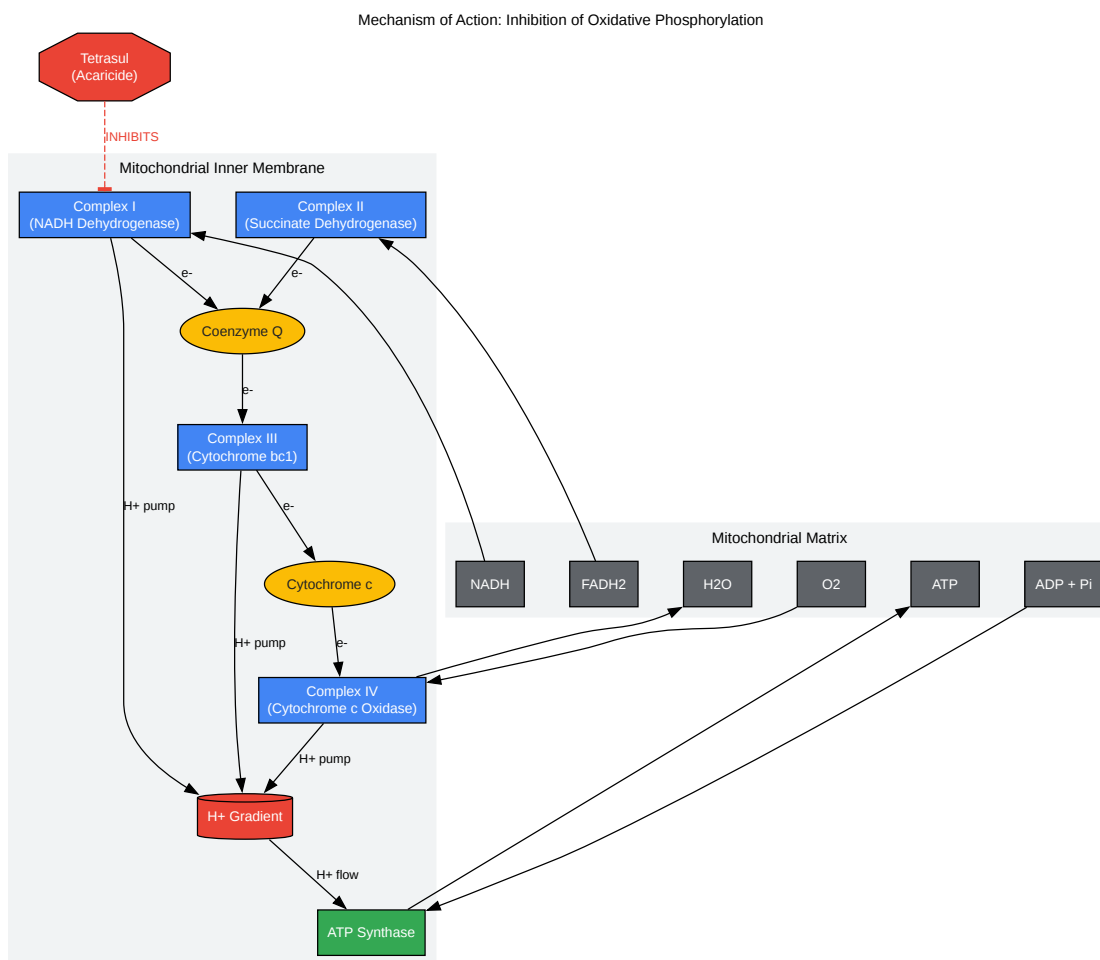 Mechanism of Action: Inhibition of Oxidative Phosphorylation
Tetrasul
(Acaricide)
INHIBITS
Mitochondrial Inner Membrane
Complex I
(NADH Dehydrogenase)
Complex II
(Succinate Dehydrogenase)
e-
e-
Coenzyme Q
e-
Complex III
(Cytochrome bc1)
H+ pump
e-
Mitochondrial Matrix
NADH
FADH2
H2O
O2
ATP
ADP + Pi
Cytochrome c
H+ pump
e-
Complex IV
(Cytochrome c Oxidase)
H+ pump
H+ Gradient
H+ flow
ATP Synthase